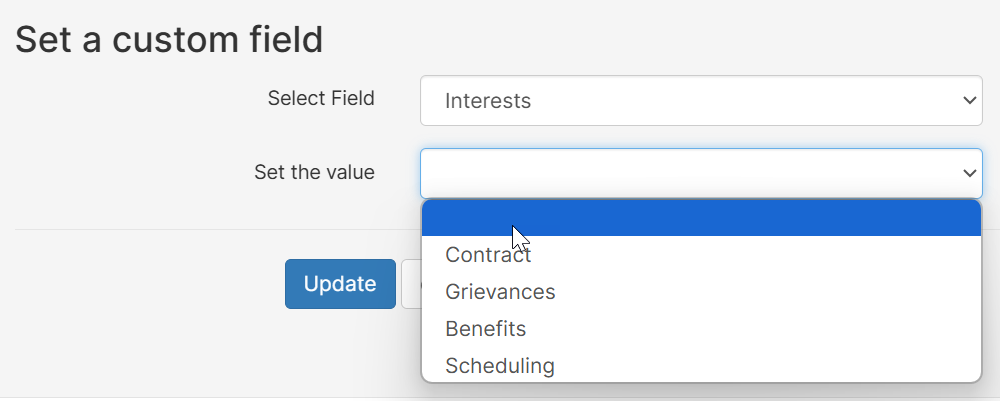 Set a custom field
Select Field
Interests
Set the value
Contract
Update
Grievances
Benefits
Scheduling